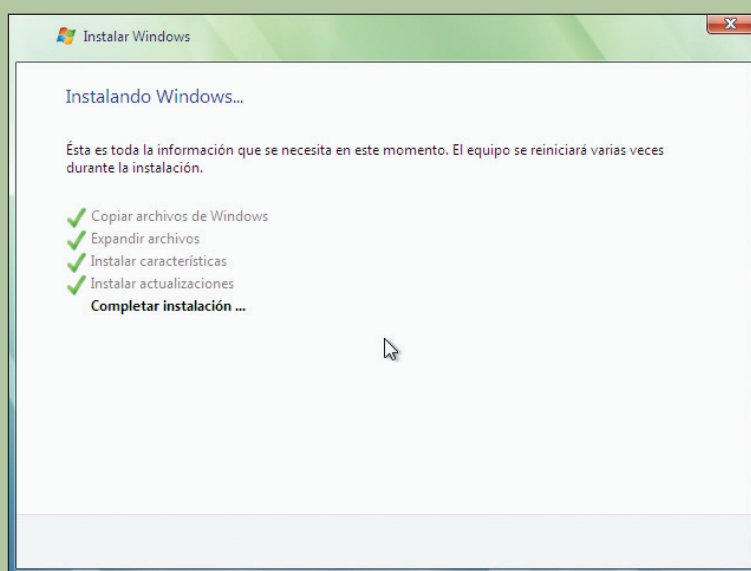 Instalar Windows
Instalando Windows...
Ésta es toda la información que se necesita en este momento. El equipo se reiniciará varias veces
durante la instalación.
Copiar archivos de Windows
Expandir archivos
Instalar características
Instalar actualizaciones
Completar instalación ...